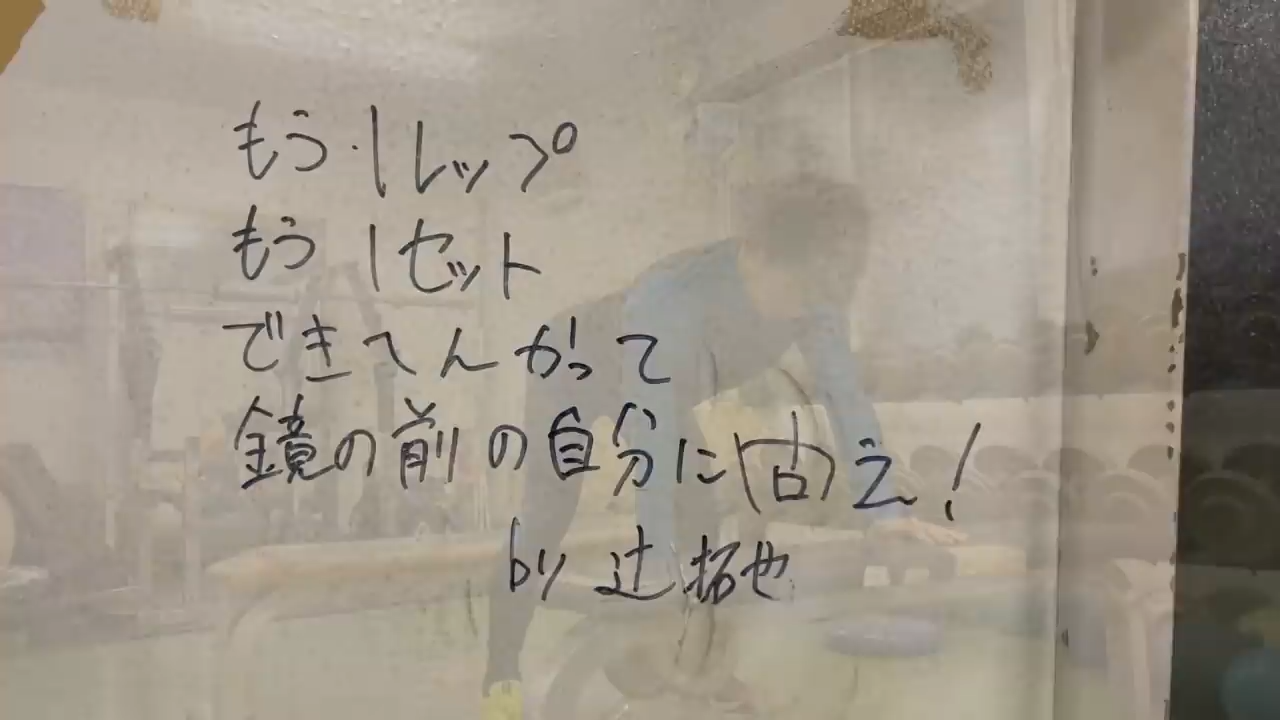 もう1レップ
もう1セット
できへんかって
鏡の前の自分に問え!
by 辻拓也